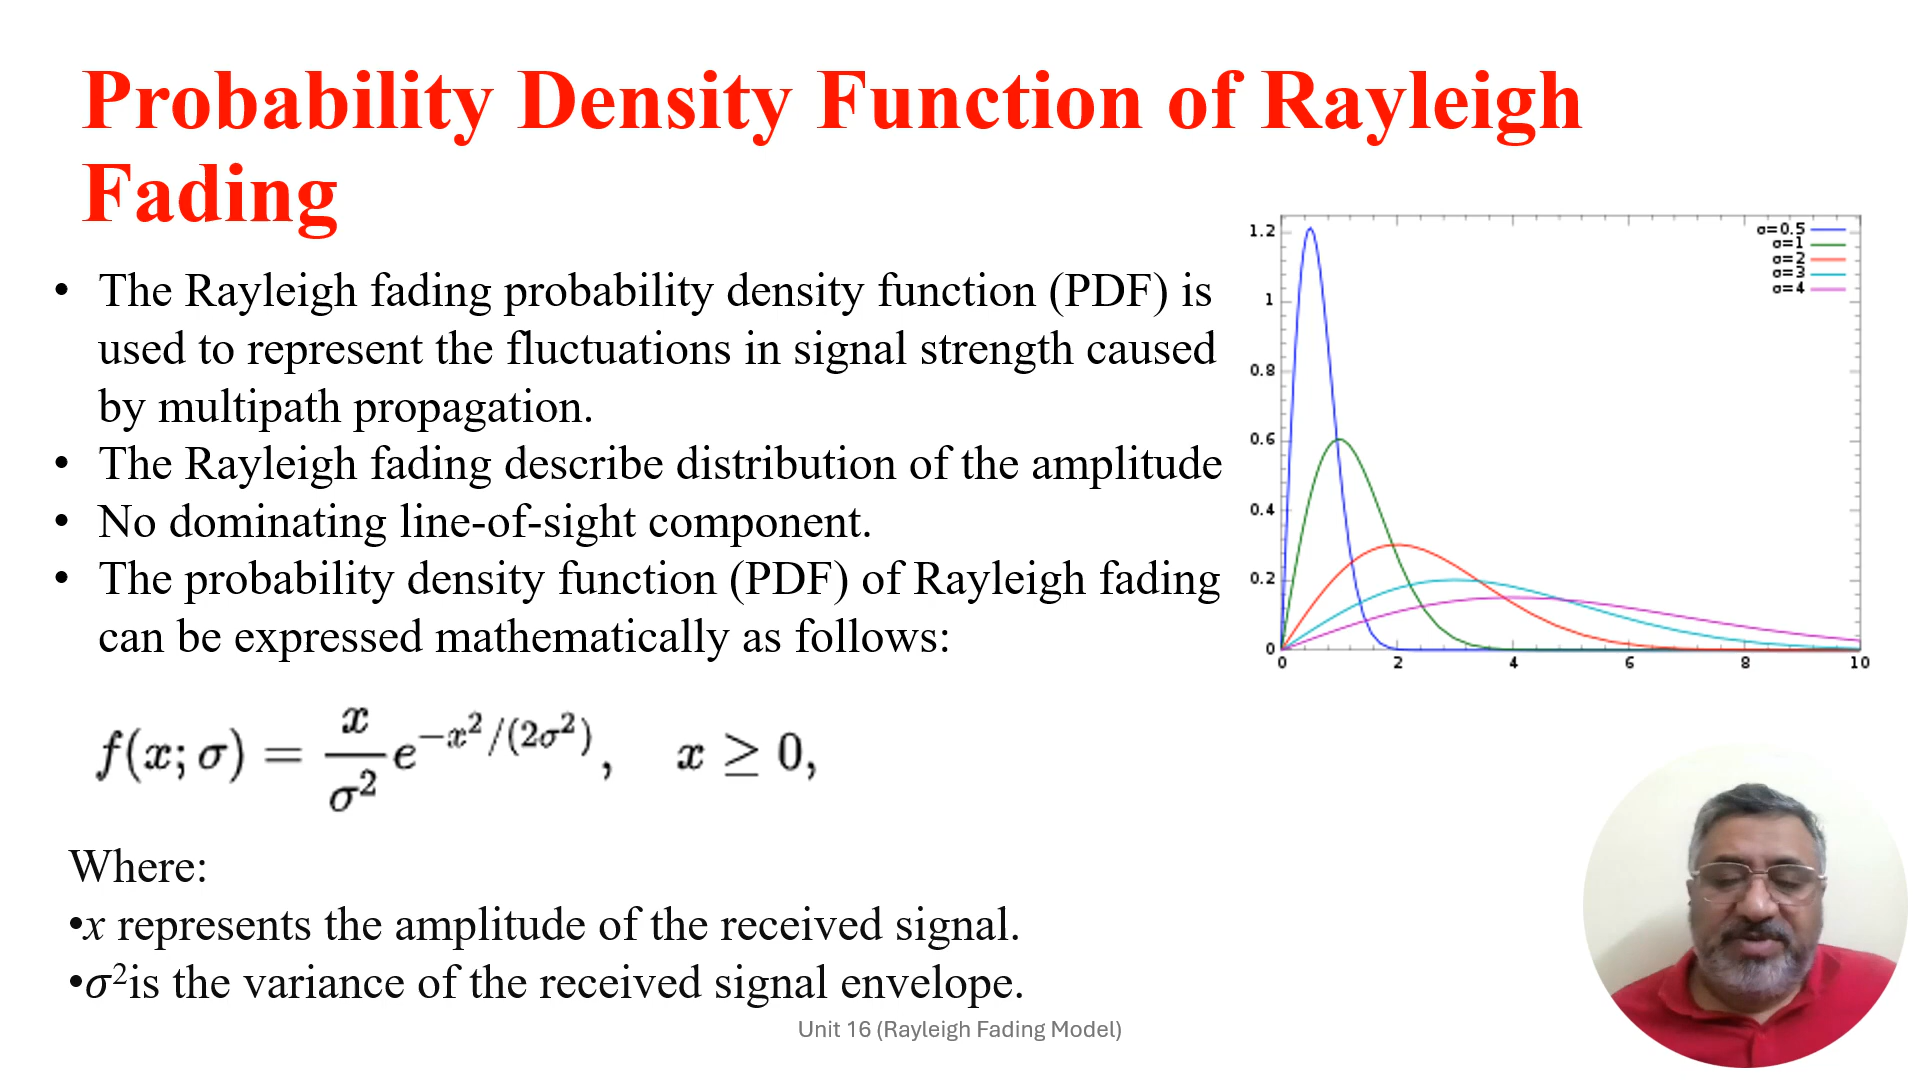 Probability Density Function of Rayleigh
Fading
• The Rayleigh fading probability density function (PDF) is
used to represent the fluctuations in signal strength caused
by multipath propagation.
• The Rayleigh fading describe distribution of the amplitude
• No dominating line-of-sight component.
• The probability density function (PDF) of Rayleigh fading
can be expressed mathematically as follows:
f(x; σ) = x/σ² e^{−x²/(2σ²)}, x ≥ 0,
Where:
•x represents the amplitude of the received signal.
•σ²is the variance of the received signal envelope.
Unit 16 (Rayleigh Fading Model)
σ=0.5
σ=1
σ=2
σ=3
σ=4
1.2
1
0.8
0.6
0.4
0.2
0
0 2 4 6 8 10